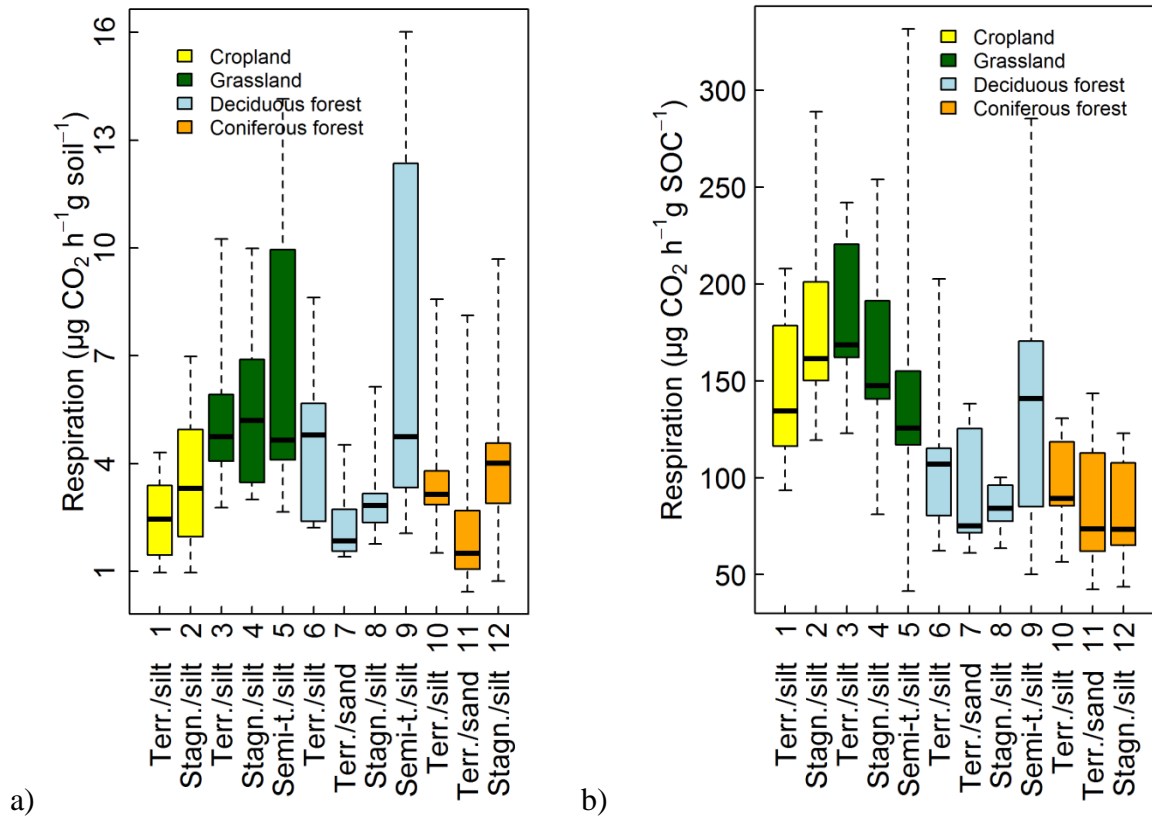 Respiration (µg CO₂ h⁻¹g soil⁻¹)
16
13
10
7
4
1
Cropland
Grassland
Deciduous forest
Coniferous forest
1
2
3
4
5
6
7
8
9
10
11
12
Terr./silt
Stagn./silt
Terr./silt
Stagn./silt
Semi-t./silt
Terr./silt
Terr./sand
Stagn./silt
Semi-t./silt
Terr./silt
Terr./sand
Stagn./silt
a)
Respiration (µg CO₂ h⁻¹g SOC⁻¹)
300
250
200
150
100
50
Cropland
Grassland
Deciduous forest
Coniferous forest
1
2
3
4
5
6
7
8
9
10
11
12
Terr./silt
Stagn./silt
Terr./silt
Stagn./silt
Semi-t./silt
Terr./silt
Terr./sand
Stagn./silt
Semi-t./silt
Terr./silt
Terr./sand
Stagn./silt
b)